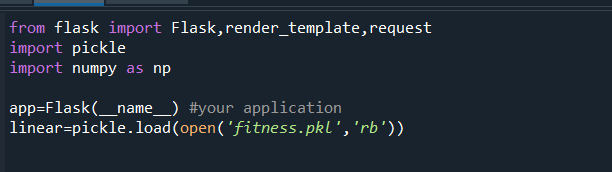 from flask import Flask,render_template,request
import pickle
import numpy as np
app=Flask(__name__) #your application
linear=pickle.load(open('fitness.pkl','rb'))